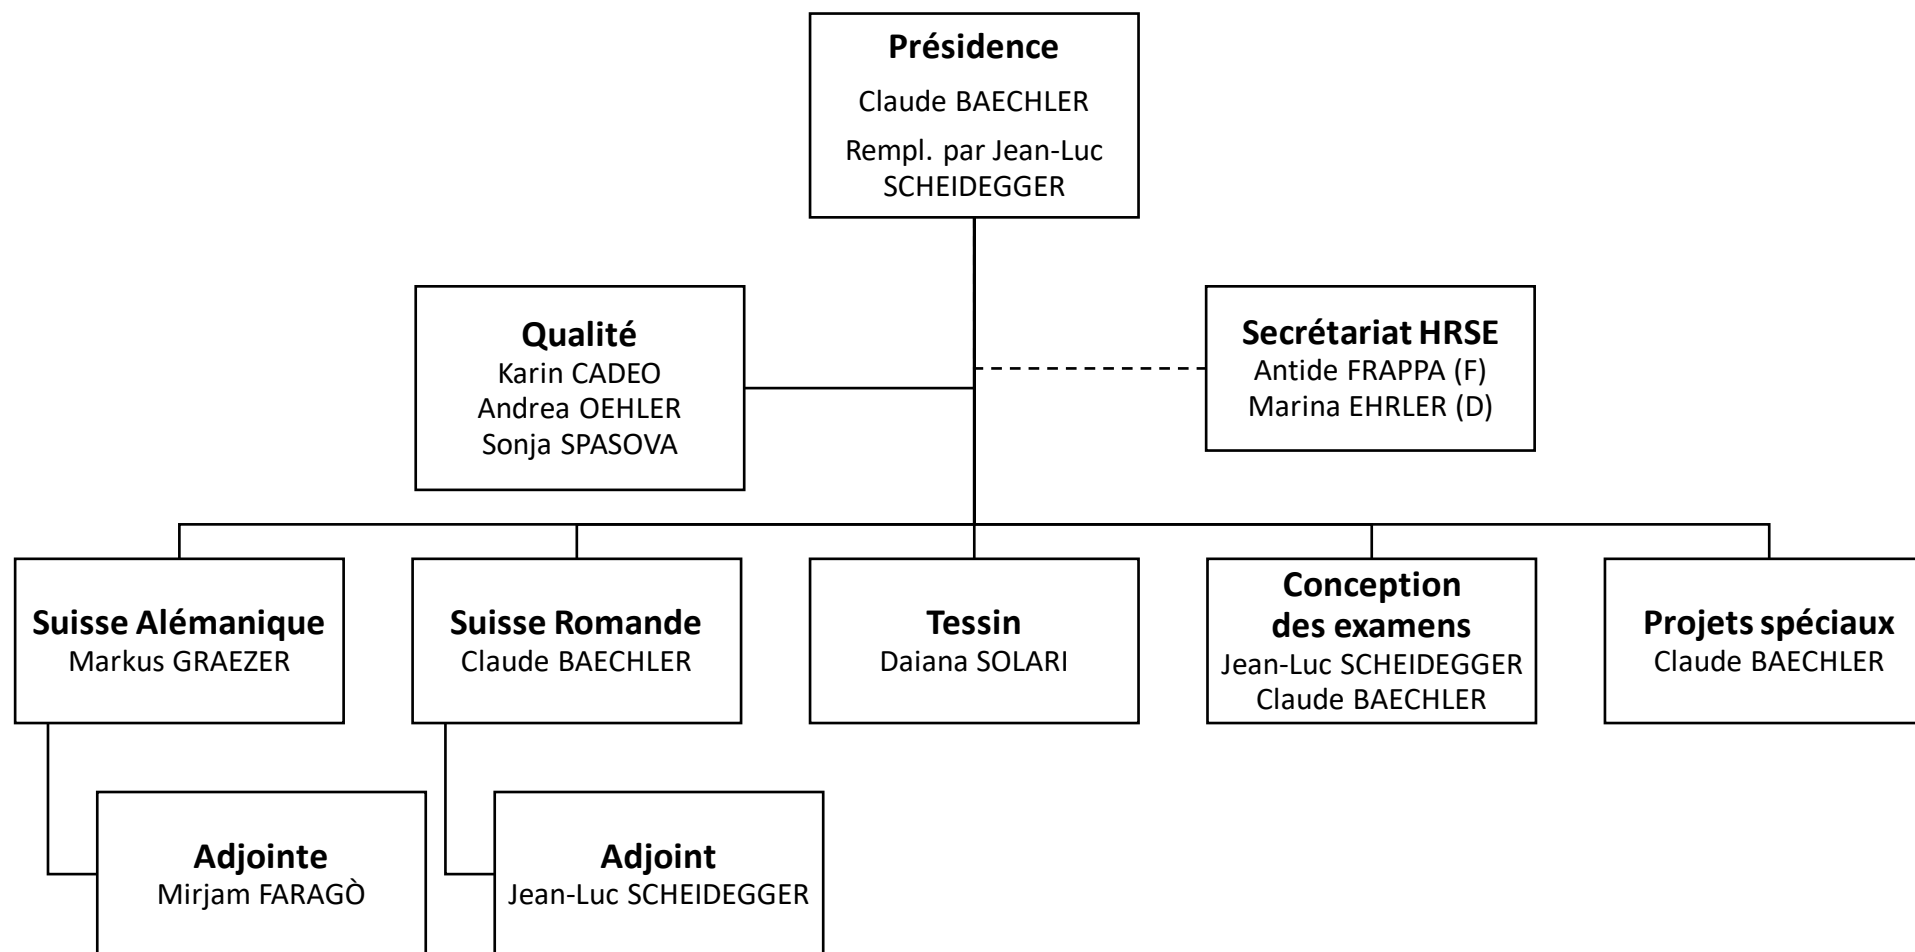 Présidence
Claude BAECHLER
Rempl. par Jean-Luc
SCHEIDEGGER
Qualité
Karin CADEO
Andrea OEHLER
Sonja SPASOVA
Secrétariat HRSE
Antide FRAPPA (F)
Marina EHRLER (D)
Suisse Alémanique
Markus GRAEZER
Suisse Romande
Claude BAECHLER
Tessin
Daiana SOLARI
Conception
des examens
Jean-Luc SCHEIDEGGER
Claude BAECHLER
Projets spéciaux
Claude BAECHLER
Adjointe
Mirjam FARAGÒ
Adjoint
Jean-Luc SCHEIDEGGER